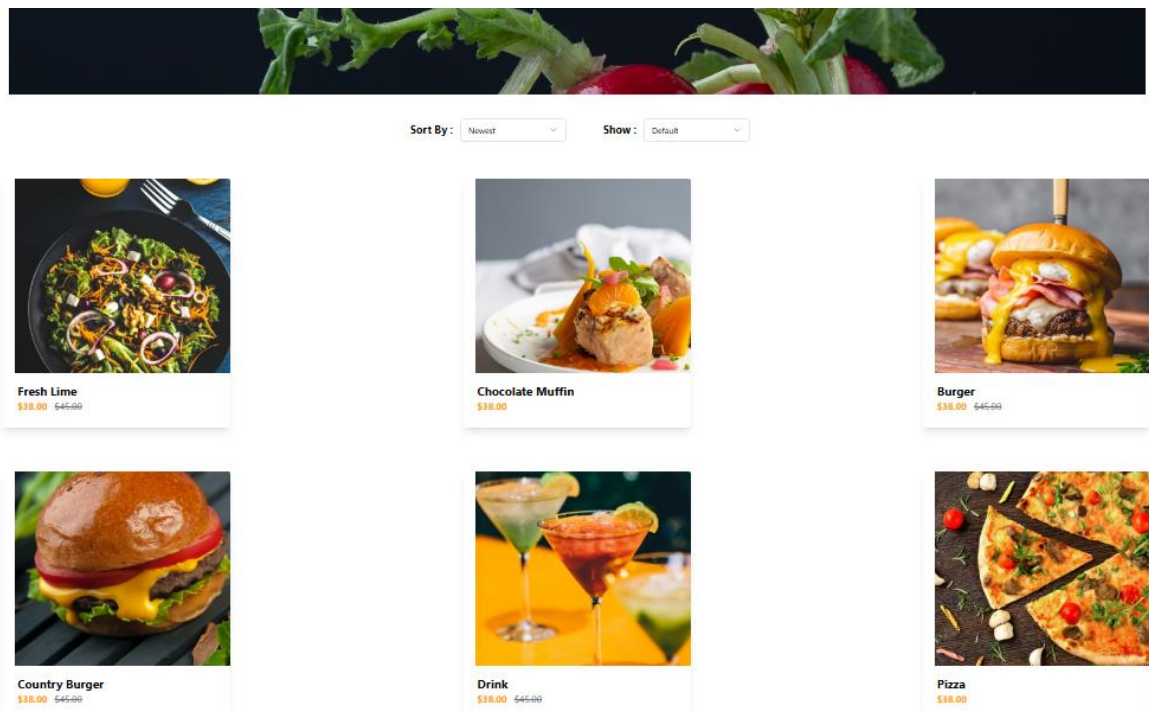 Sort By : Newest Show : Default
Fresh Lime
$38.00 $45.00
Chocolate Muffin
$38.00
Burger
$38.00 $45.00
Country Burger
$38.00 $45.00
Drink
$38.00 $45.00
Pizza
$38.00